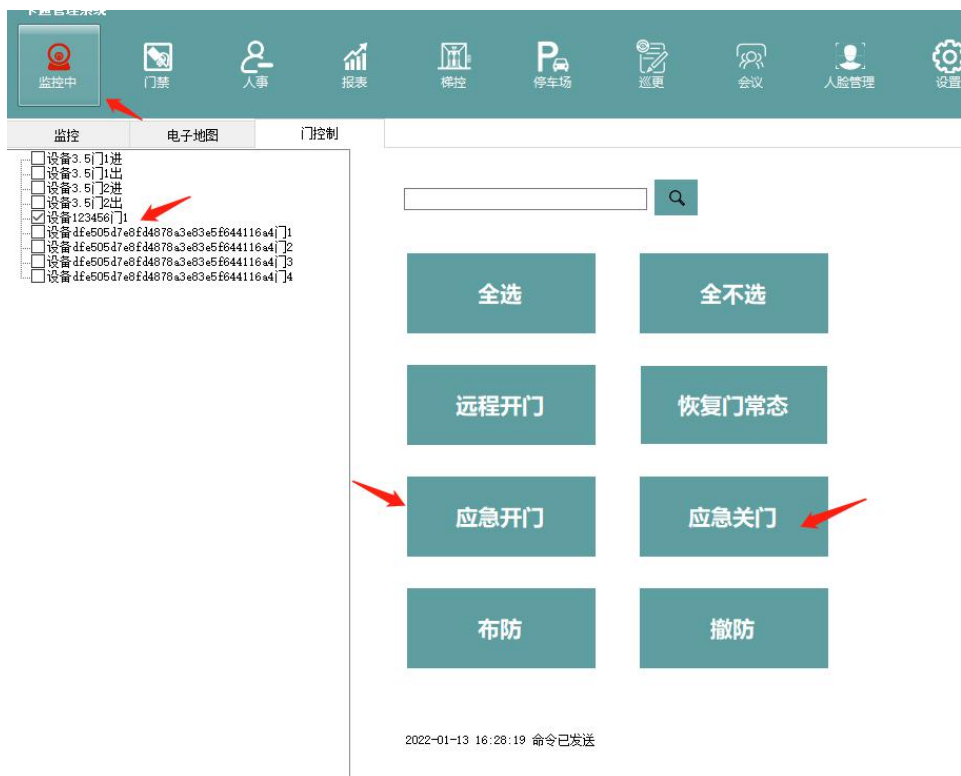 卡通管理系统
监控中 门禁 人事 报表 梯控 停车场 巡更 会议 人脸管理 设置
监控 电子地图 门控制
设备3.5门1进
设备3.5门1出
设备3.5门2进
设备3.5门2出
设备123456门1
设备dfe505d7e8fd4878a3e83e5f644116a4门1
设备dfe505d7e8fd4878a3e83e5f644116a4门2
设备dfe505d7e8fd4878a3e83e5f644116a4门3
设备dfe505d7e8fd4878a3e83e5f644116a4门4
全选 全不选
远程开门 恢复门常态
应急开门 应急关门
布防 撤防
2022-01-13 16:28:19 命令已发送